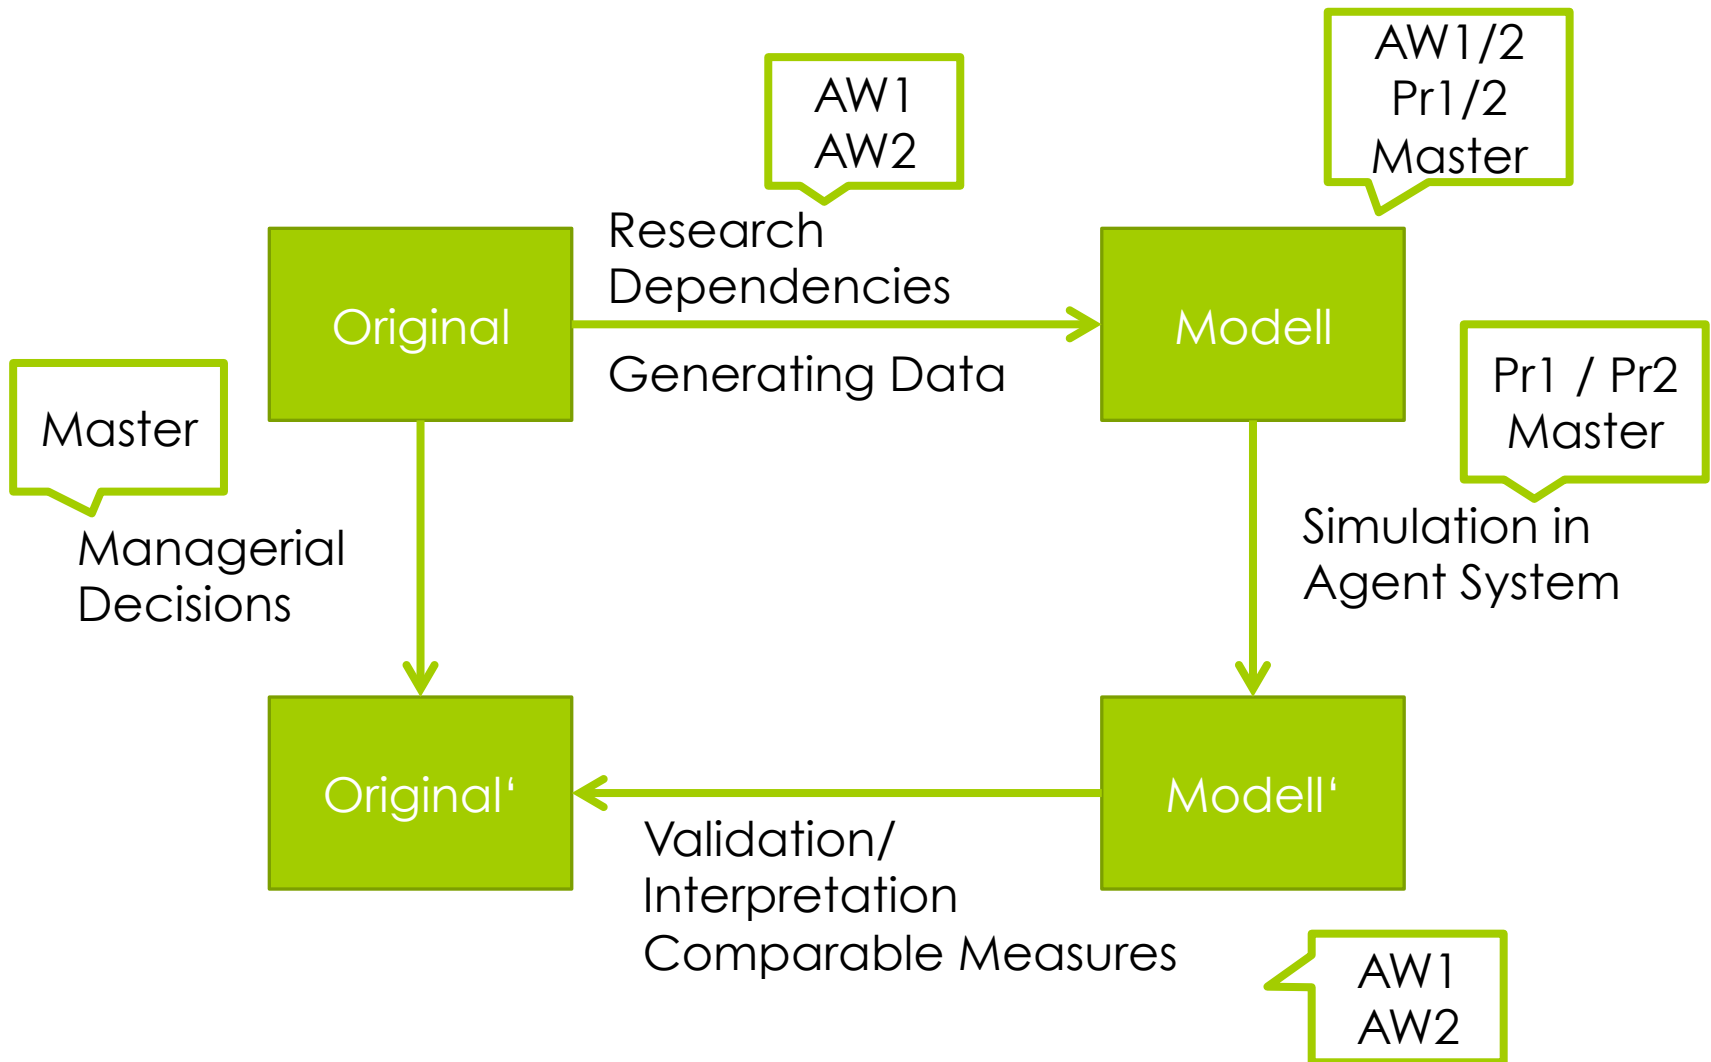 AW1/2
Pr1/2
Master
AW1
AW2
Research
Dependencies
Original
Modell
Generating Data
Pr1 / Pr2
Master
Master
Managerial
Decisions
Simulation in
Agent System
Original‘
Modell‘
Validation/
Interpretation
Comparable Measures
AW1
AW2